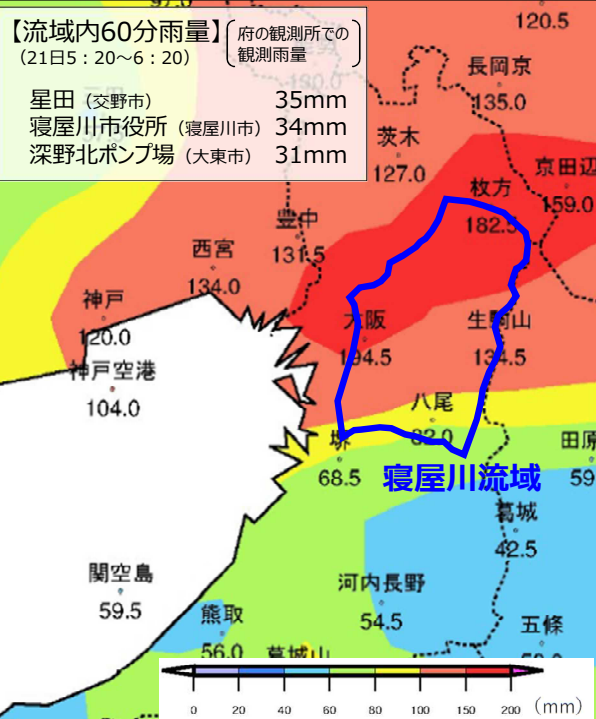 97.0
【流域内60分雨量】
府の観測所での
観測雨量
(21日5：20～6：20)
星田（交野市） 35mm
寝屋川市役所（寝屋川市） 34mm
深野北ポンプ場（大東市） 31mm
120.5
長岡京
135.0
茨木
127.0
枚方
182.5
京田辺
159.0
豊中
131.5
西宮
134.0
神戸
120.0
神戸空港
104.0
大阪
194.5
生駒山
134.5
八尾
82.0
堺
68.5
寝屋川流域
田原
59
葛城
42.5
関空島
59.5
河内長野
54.5
熊取
56.0
葛城山
五條
0 20 40 60 80 100 150 200 (mm)